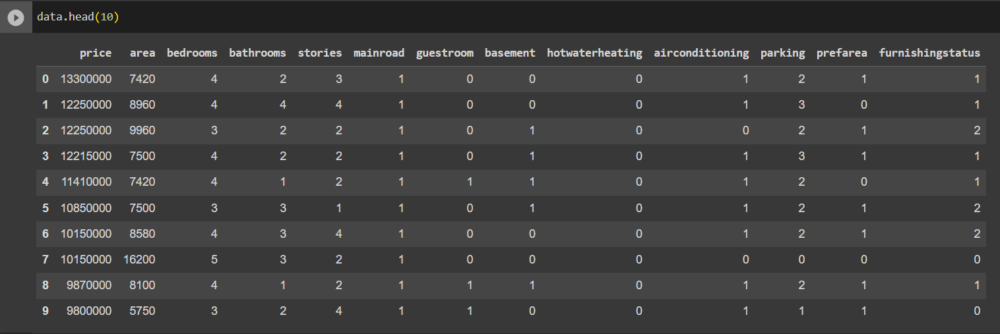 data.head(10)
price area bedrooms bathrooms stories mainroad guestroom basement hotwaterheating airconditioning parking prefarea furnishingstatus
0 13300000 7420 4 2 3 1 0 0 0 1 2 1 1
1 12250000 8960 4 4 4 1 0 0 0 1 3 0 1
2 12250000 9960 3 2 2 1 0 1 0 0 2 1 2
3 12215000 7500 4 2 2 1 0 1 0 1 3 1 1
4 11410000 7420 4 1 2 1 1 1 0 1 2 0 1
5 10850000 7500 3 3 1 1 0 1 0 1 2 1 2
6 10150000 8580 4 3 4 1 0 0 0 1 2 1 2
7 10150000 16200 5 3 2 1 0 0 0 0 0 0 0
8 9870000 8100 4 1 2 1 1 1 0 1 2 1 1
9 9800000 5750 3 2 4 1 1 0 0 1 1 1 0